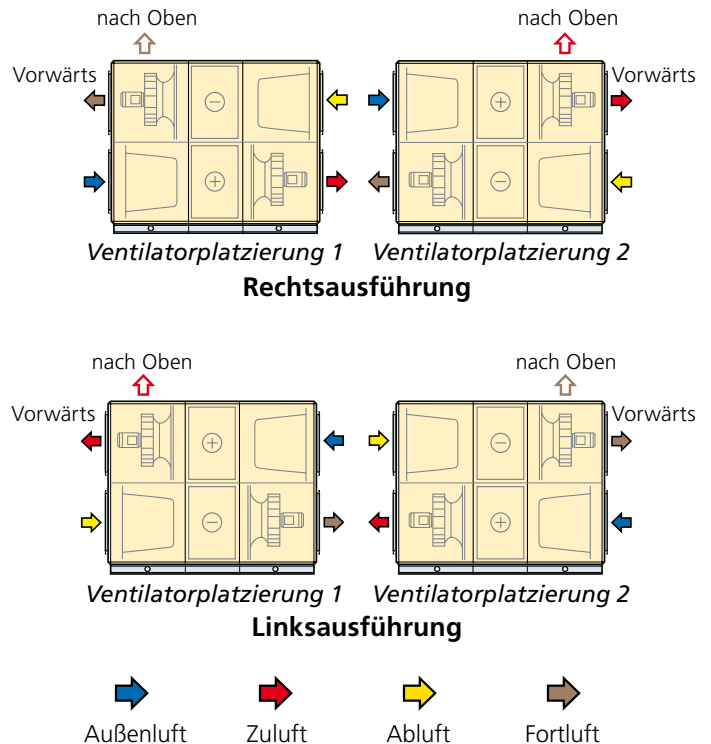 nach Oben
nach Oben
Vorwärts
Vorwärts
Ventilatorplatzierung 1
Ventilatorplatzierung 2
Rechtsausführung
nach Oben
nach Oben
Vorwärts
Vorwärts
Ventilatorplatzierung 1
Ventilatorplatzierung 2
Linksausführung
Außenluft
Zuluft
Abluft
Fortluft